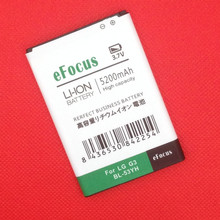 eFocus
3.7V
LI-ION
BATTERY
5200mAh
High capacity
PERFECT BUSINESS BATTERY
高容量リチウムイオン電池
8436530842254
For LG G3
BL-53YH
eFocus